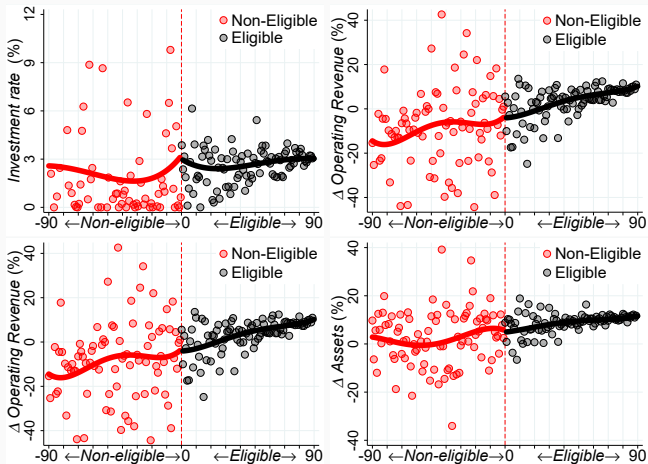 Investment rate (%)
12
9
6
3
0
Non-Eligible
Eligible
-90 ←Non-eligible→ 0 ←Eligible→ 90
Δ Operating Revenue (%)
40
20
0
-20
-40
Non-Eligible
Eligible
-90 ←Non-eligible→ 0 ←Eligible→ 90
Δ Operating Revenue (%)
40
20
0
-20
-40
Non-Eligible
Eligible
-90 ←Non-eligible→ 0 ←Eligible→ 90
Δ Assets (%)
40
20
0
-20
-40
Non-Eligible
Eligible
-90 ←Non-eligible→ 0 ←Eligible→ 90